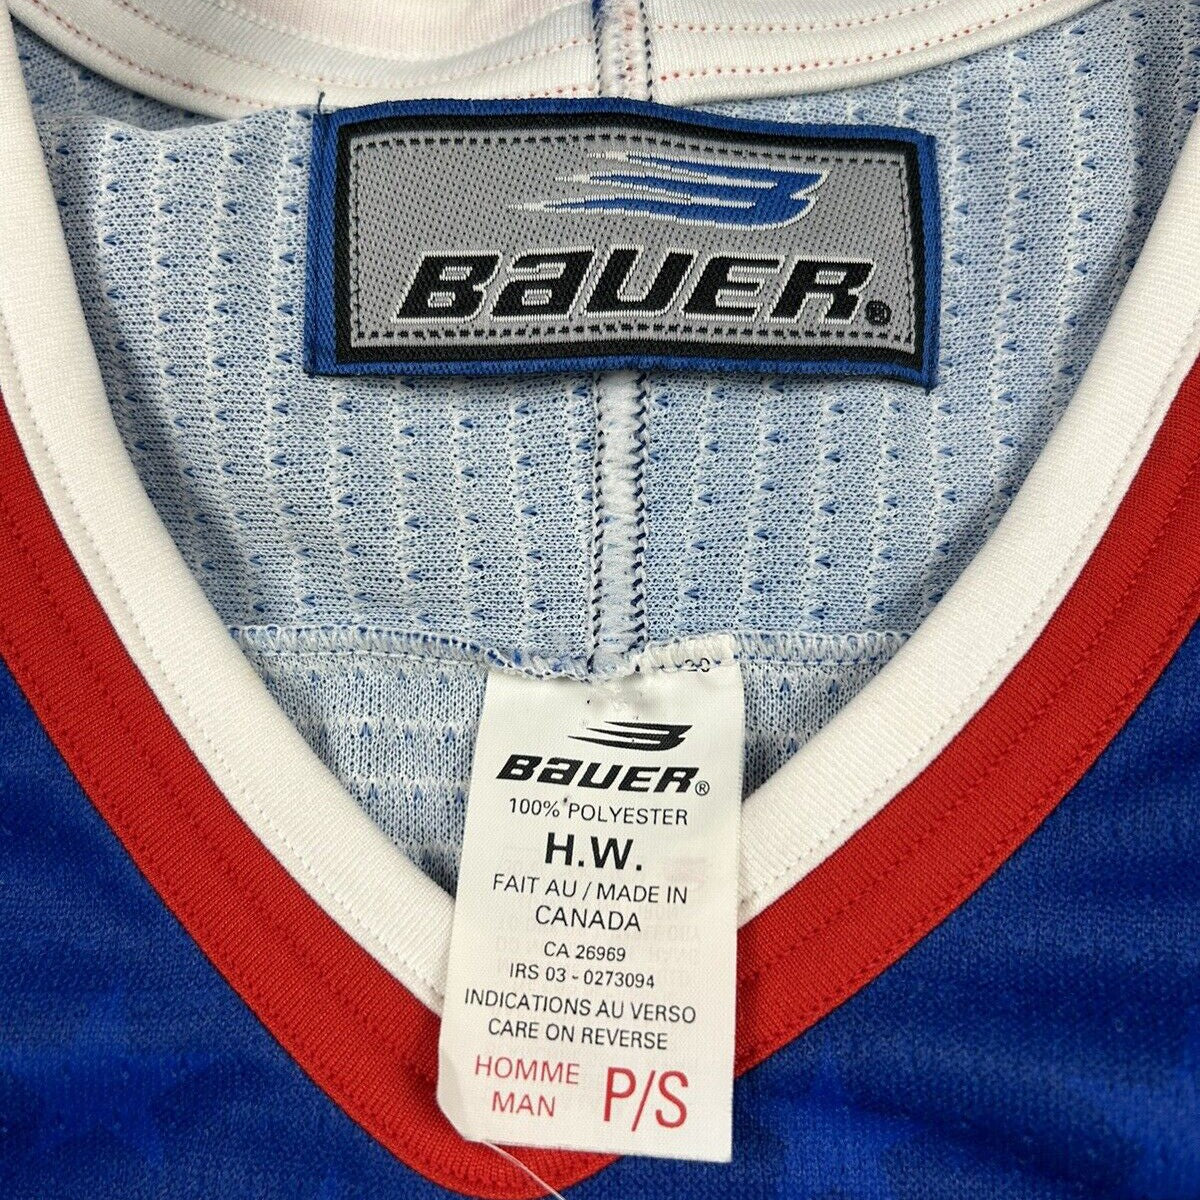 BAUER®
BAUER®
100% POLYESTER
H.W.
FAIT AU / MADE IN
CANADA
CA 26969
IRS 03 - 0273094
INDICATIONS AU VERSO
CARE ON REVERSE
HOMME
MAN
P/S